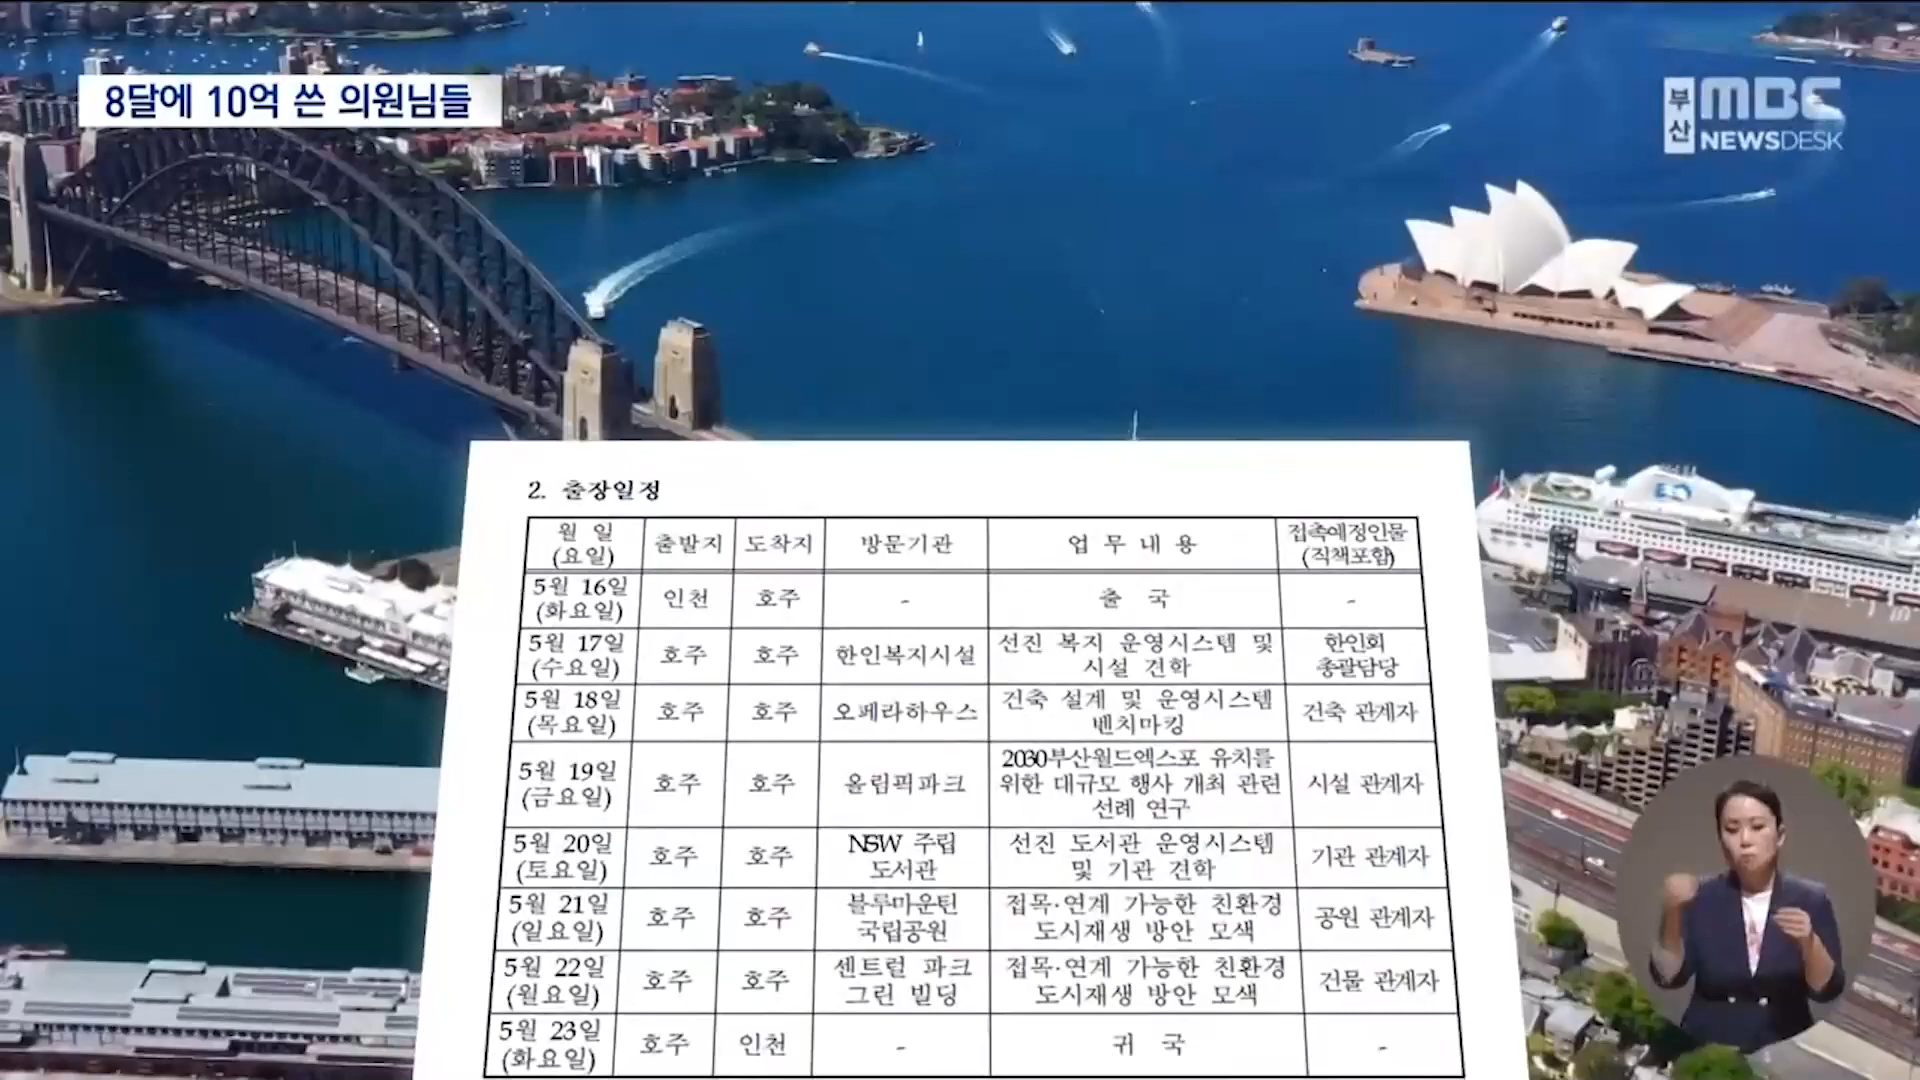 8달에 10억 쓴 의원님들
부산 MBC
NEWSDESK
2. 출장일정
월 일 (요일) 출발지 도착지 방문기관 업 무 내 용 접촉예정인물 (직책포함)
5월 16일 (화요일) 인천 호주 - 출 국 -
5월 17일 (수요일) 호주 호주 한인복지시설 선진 복지 운영시스템 및 시설 견학 한인회 총괄담당
5월 18일 (목요일) 호주 호주 오페라하우스 건축 설계 및 운영시스템 벤치마킹 건축 관계자
5월 19일 (금요일) 호주 호주 올림픽파크 2030부산월드엑스포 유치를 위한 대규모 행사 개최 관련 선례 연구 시설 관계자
5월 20일 (토요일) 호주 호주 NSW 주립 도서관 선진 도서관 운영시스템 및 기관 견학 기관 관계자
5월 21일 (일요일) 호주 호주 블루마운틴 국립공원 접목·연계 가능한 친환경 도시재생 방안 모색 공원 관계자
5월 22일 (월요일) 호주 호주 센트럴 파크 그린 빌딩 접목·연계 가능한 친환경 도시재생 방안 모색 건물 관계자
5월 23일 (화요일) 호주 인천 - 귀 국 -